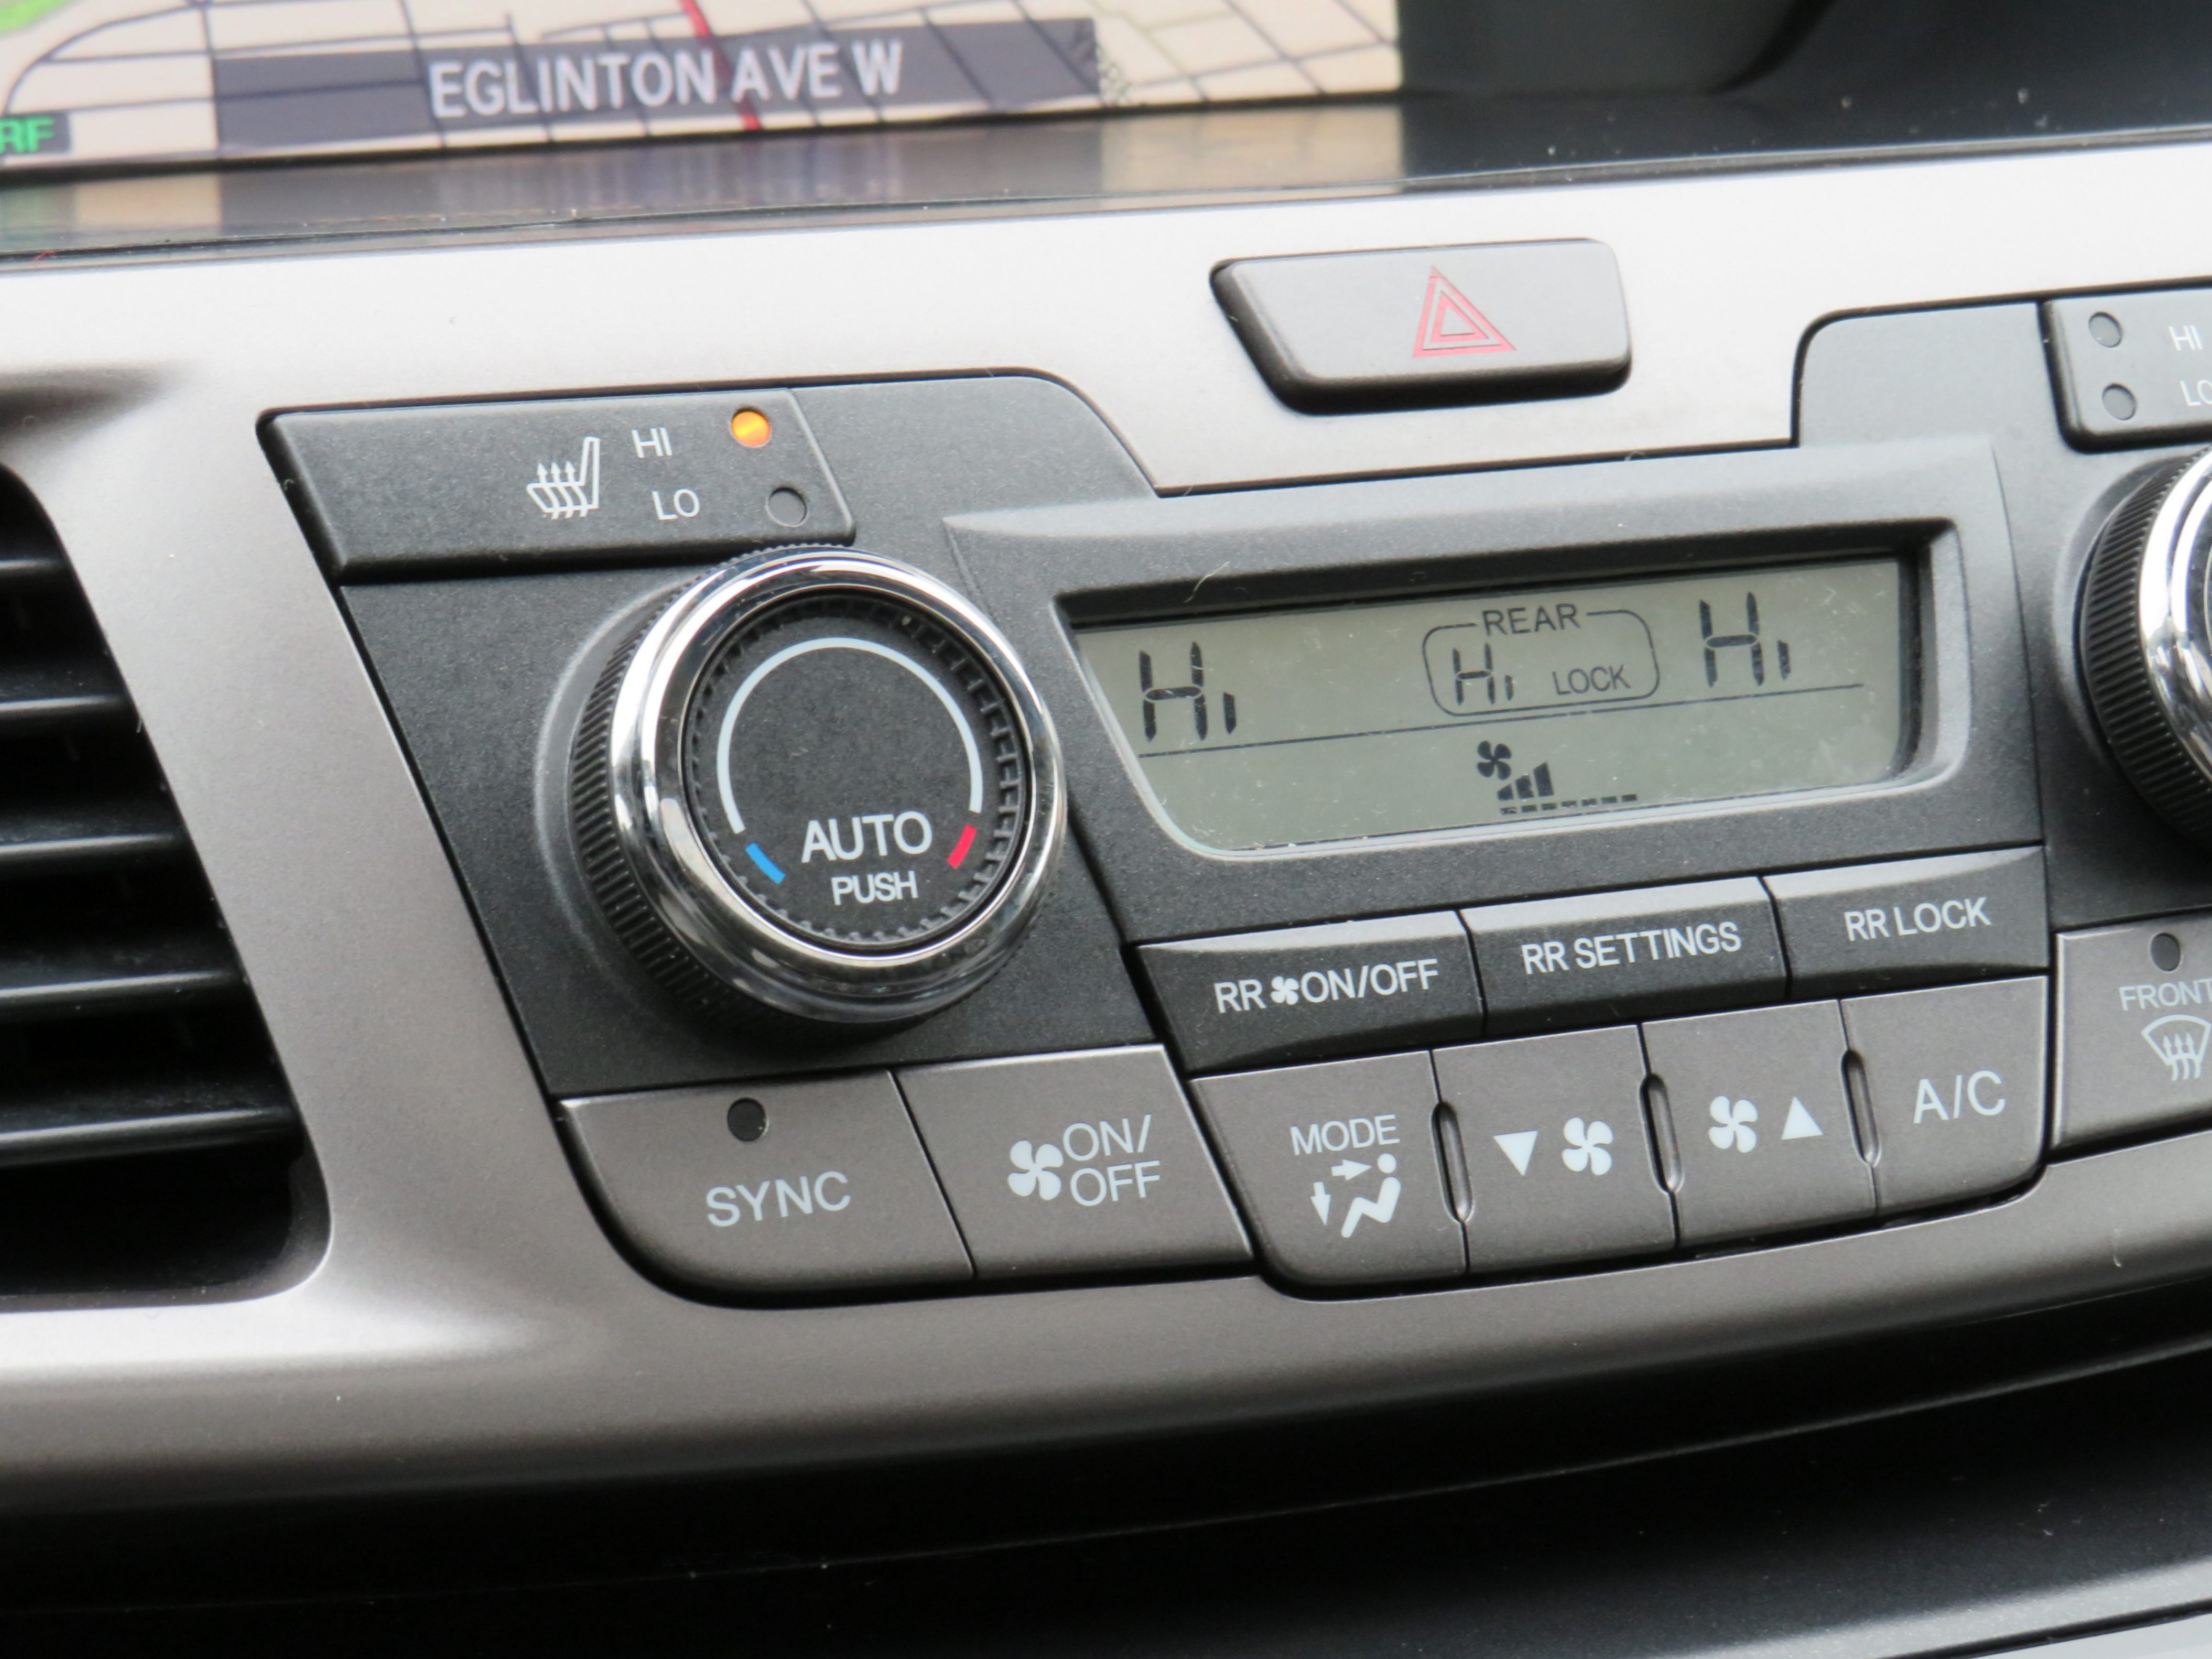 EGLINTON AVE W
RF
HI
LO
HI
REAR
Hi
Hi LOCK
Hi
AUTO
PUSH
RR ON/OFF
RR SETTINGS
RR LOCK
SYNC
ON/
OFF
MODE
A/C
FRONT